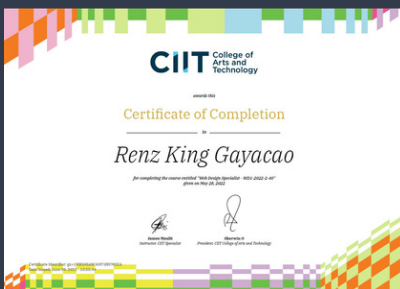 CIIT College of
Arts and
Technology
awards this
Certificate of Completion
to
Renz King Gayacao
for completing the course entitled "Web Design Specialist - WDS-2022-2-40"
given on May 28, 2022
Instructor, CIIT Specialist
President, CIIT College of Arts and Technology
Certificate Identifier: